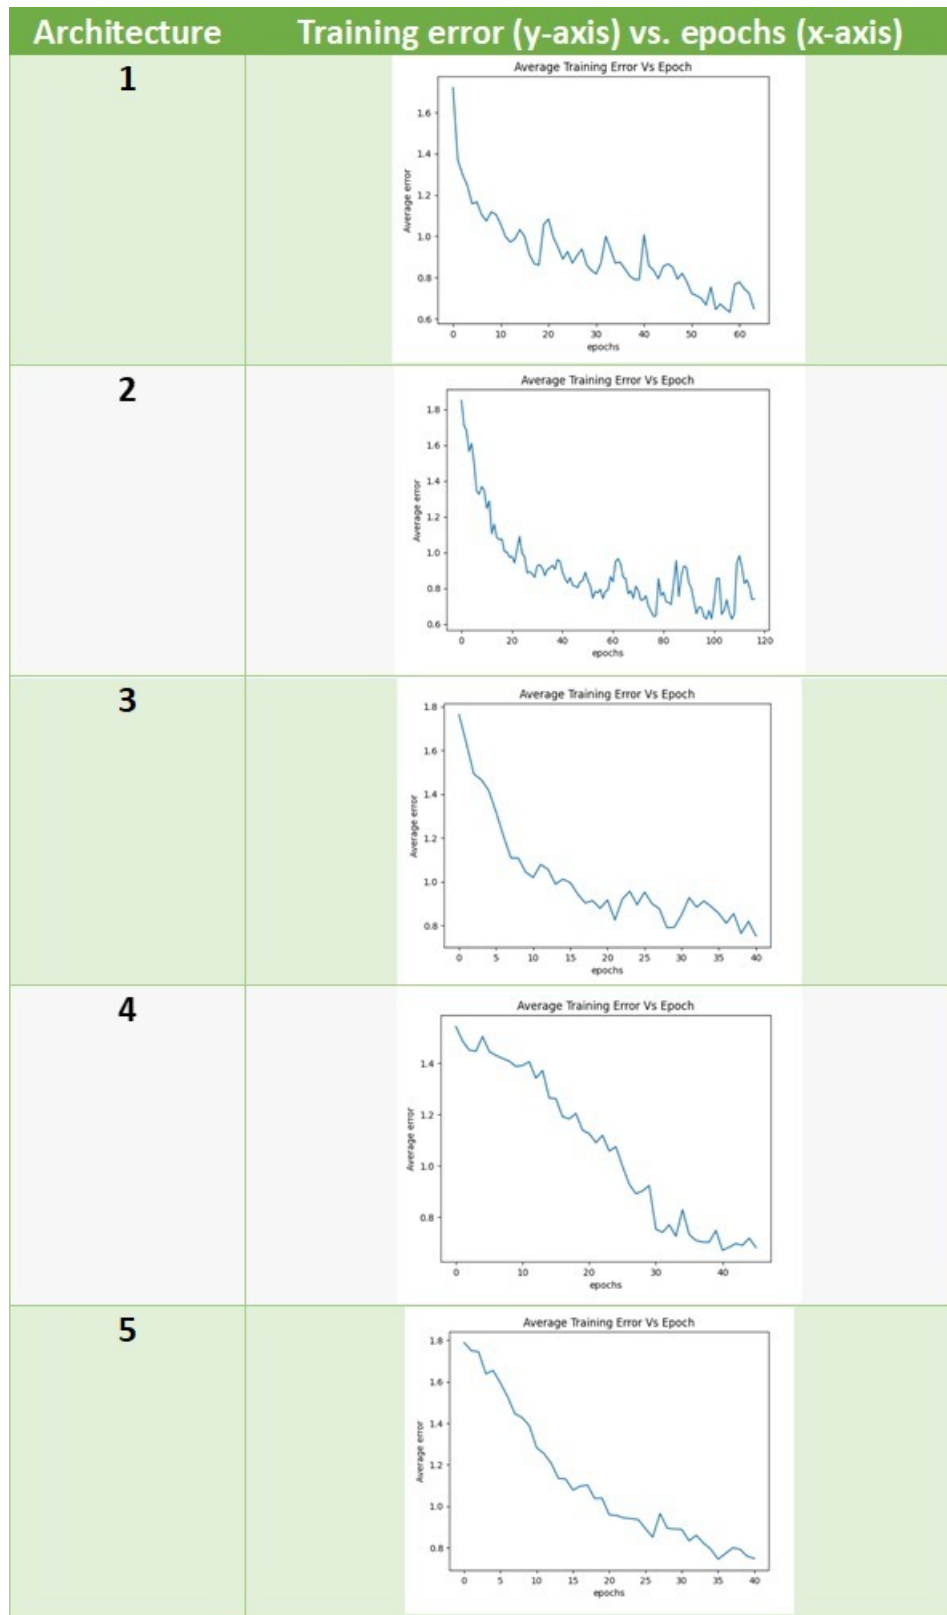 Architecture Training error (y-axis) vs. epochs (x-axis)
1
Average Training Error Vs Epoch
1.6
1.4
1.2
1.0
0.8
0.6
Average error
0 10 20 30 40 50 60
epochs
2
Average Training Error Vs Epoch
1.8
1.6
1.4
1.2
1.0
0.8
0.6
Average error
0 20 40 60 80 100 120
epochs
3
Average Training Error Vs Epoch
1.8
1.6
1.4
1.2
1.0
0.8
Average error
0 5 10 15 20 25 30 35 40
epochs
4
Average Training Error Vs Epoch
1.4
1.2
1.0
0.8
Average error
0 10 20 30 40
epochs
5
Average Training Error Vs Epoch
1.8
1.6
1.4
1.2
1.0
0.8
Average error
0 5 10 15 20 25 30 35 40
epochs